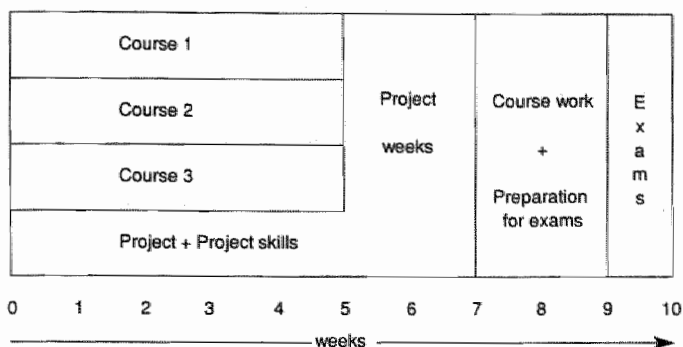 Course 1
Course 2
Course 3
Project + Project skills
Project
weeks
Course work
+
Preparation
for exams
E
x
a
m
s
0 1 2 3 4 5 6 7 8 9 10
weeks